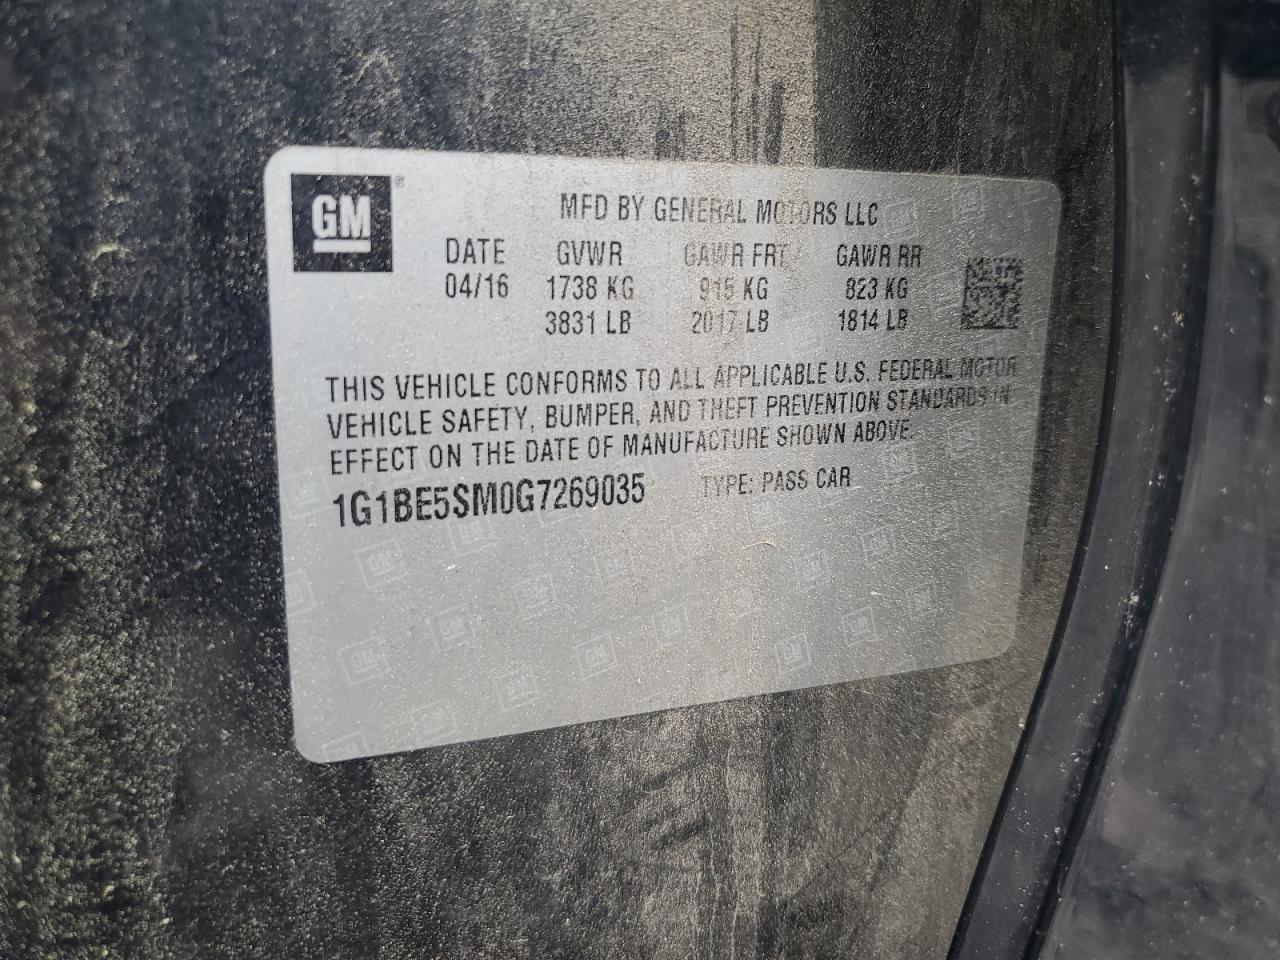 GM®
MFD BY GENERAL MOTORS LLC
DATE GVWR GAWR FRT GAWR RR
04/16 1738 KG 915 KG 823 KG
3831 LB 2017 LB 1814 LB
THIS VEHICLE CONFORMS TO ALL APPLICABLE U.S. FEDERAL MOTOR
VEHICLE SAFETY, BUMPER, AND THEFT PREVENTION STANDARDS IN
EFFECT ON THE DATE OF MANUFACTURE SHOWN ABOVE.
1G1BE5SM0G7269035 TYPE: PASS CAR